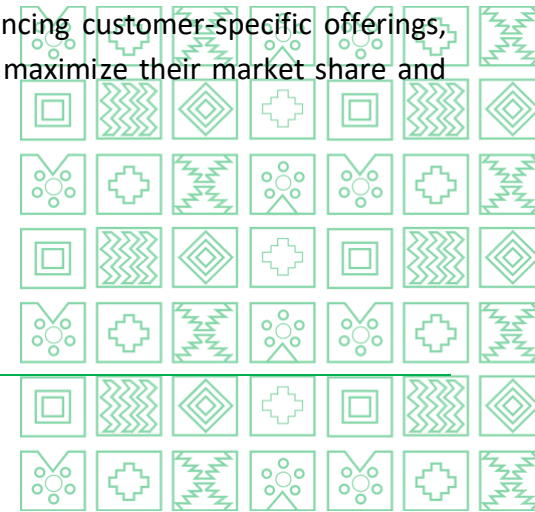 ncing customer-specific offerings,
maximize their market share and